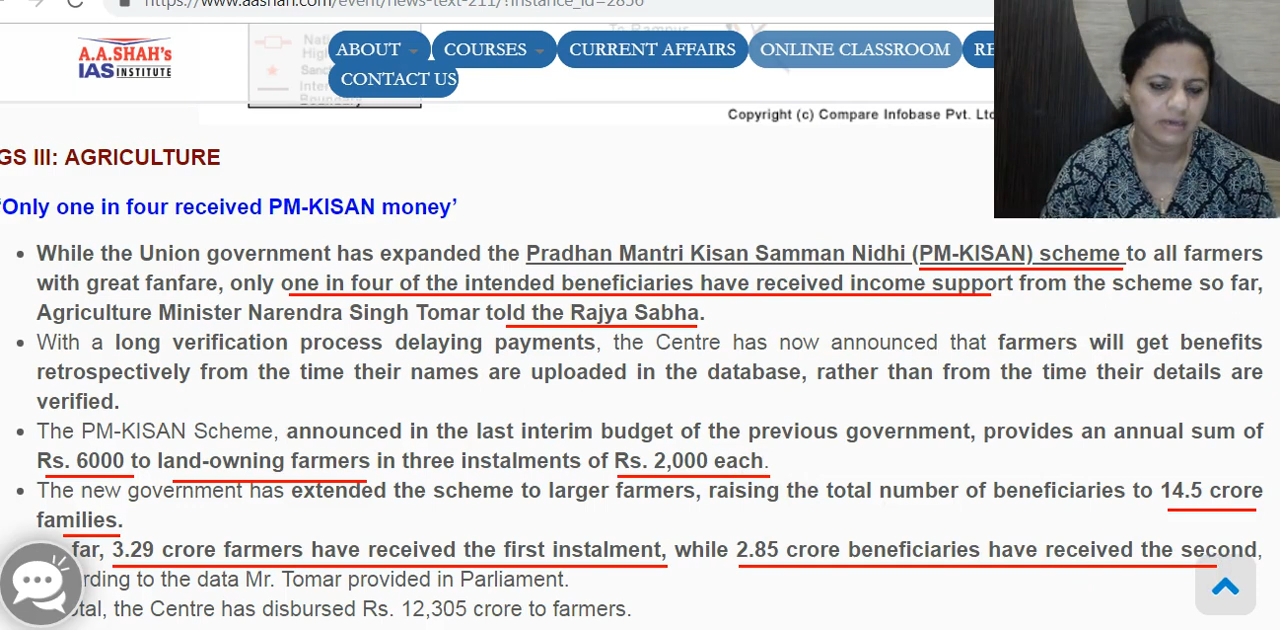 https://www.aashah.com/event/news-text-211/?instance_id=2856
A.A.SHAH's
IAS INSTITUTE
ABOUT
COURSES
CURRENT AFFAIRS
ONLINE CLASSROOM
RE
CONTACT US
To Rampur
Nati
High
Sanc
Inter
Boundary
Copyright (c) Compare Infobase Pvt. Ltd
GS III: AGRICULTURE
'Only one in four received PM-KISAN money'
• While the Union government has expanded the Pradhan Mantri Kisan Samman Nidhi (PM-KISAN) scheme to all farmers
with great fanfare, only one in four of the intended beneficiaries have received income support from the scheme so far,
Agriculture Minister Narendra Singh Tomar told the Rajya Sabha.
• With a long verification process delaying payments, the Centre has now announced that farmers will get benefits
retrospectively from the time their names are uploaded in the database, rather than from the time their details are
verified.
• The PM-KISAN Scheme, announced in the last interim budget of the previous government, provides an annual sum of
Rs. 6000 to land-owning farmers in three instalments of Rs. 2,000 each.
• The new government has extended the scheme to larger farmers, raising the total number of beneficiaries to 14.5 crore
families.
far, 3.29 crore farmers have received the first instalment, while 2.85 crore beneficiaries have received the second,
rding to the data Mr. Tomar provided in Parliament.
tal, the Centre has disbursed Rs. 12,305 crore to farmers.